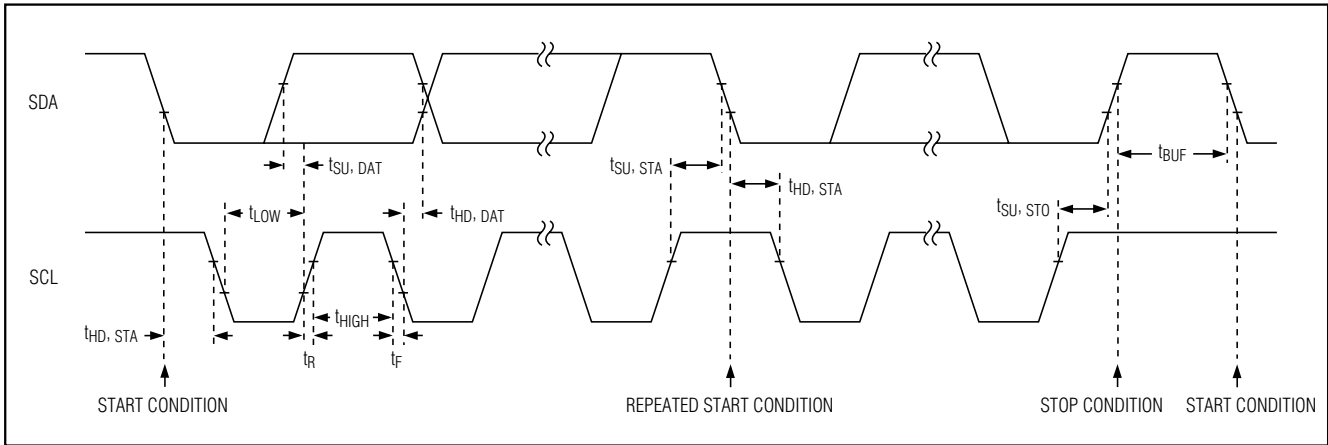 SDA
tSU, DAT
tSU, STA
tHD, STA
tBUF
tLOW
tHD, DAT
tSU, STO
SCL
tHIGH
tHD, STA
tR
tF
START CONDITION
REPEATED START CONDITION
STOP CONDITION
START CONDITION